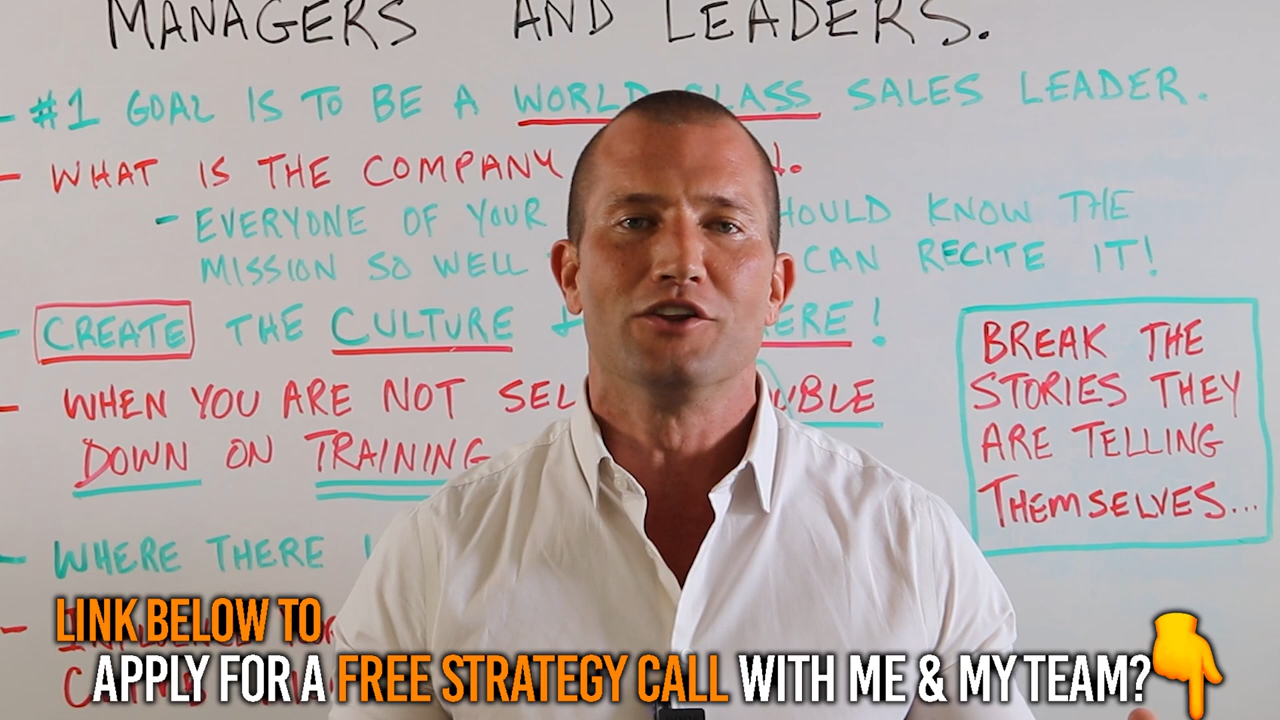 MANAGERS AND LEADERS.
- #1 GOAL IS TO BE A WORLD CLASS SALES LEADER.
- WHAT IS THE COMPANY
- EVERYONE OF YOUR SHOULD KNOW THE
MISSION SO WELL CAN RECITE IT!
- CREATE THE CULTURE + HERE!
- WHEN YOU ARE NOT SEL DOUBLE
DOWN ON TRAINING
BREAK THE
STORIES THEY
ARE TELLING
THEMSELVES...
- WHERE THERE
LINK BELOW TO
APPLY FOR A FREE STRATEGY CALL WITH ME & MY TEAM?